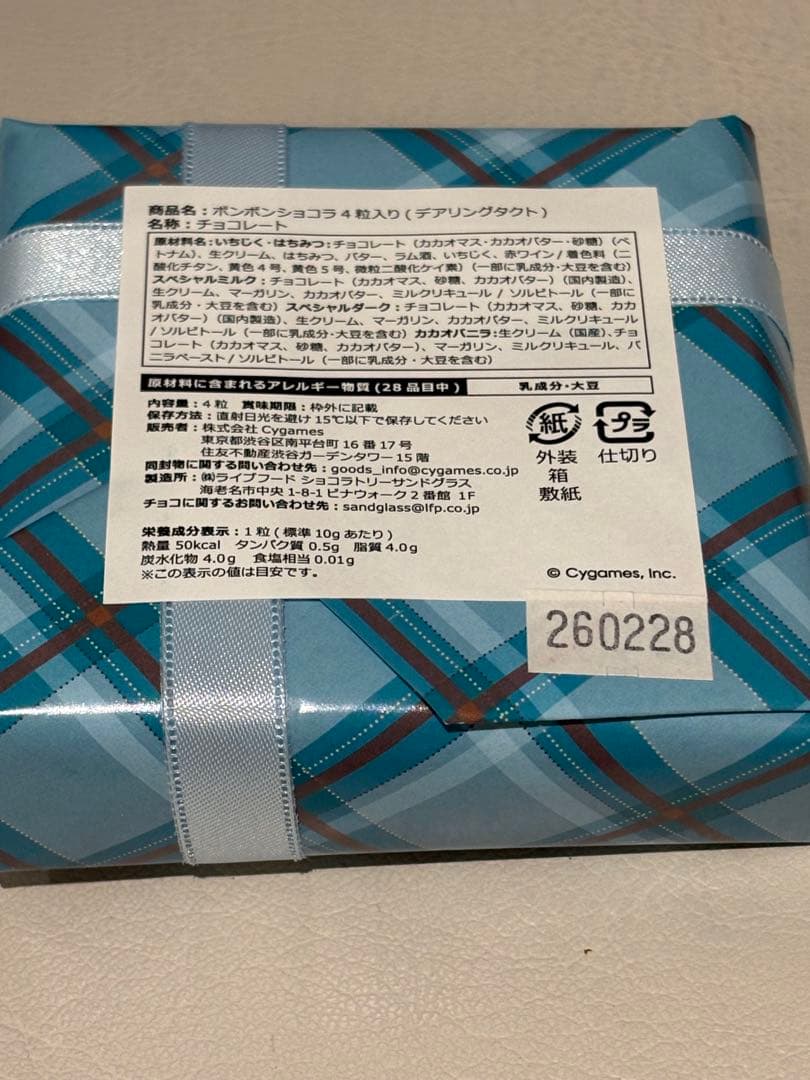 商品名：ボンボンショコラ4粒入り(デアリングタクト)
名称：チョコレート
原材料名：いちじく・はちみつ：チョコレート（カカオマス・カカオバター・砂糖）（ベ
トナム）、生クリーム、はちみつ、バター、ラム酒、いちじく、赤ワイン/着色料（二
酸化チタン、黄色4号、黄色5号、微粒二酸化ケイ素）（一部に乳成分・大豆を含む）
スペシャルミルク：チョコレート（カカオマス、砂糖、カカオバター）（国内製造）、
生クリーム、マーガリン、カカオバター、ミルクリキュール / ソルビトール（一部に
乳成分・大豆を含む）スペシャルダーク：チョコレート（カカオマス、砂糖、カカ
オバター）（国内製造）、生クリーム、マーガリン、カカオバター、ミルクリキュール
/ ソルビトール（一部に乳成分・大豆を含む）カカオバニラ：生クリーム（国産）、チョ
コレート（カカオマス、砂糖、カカオバター）、マーガリン、ミルクリキュール、バ
ニラペースト/ ソルビトール（一部に乳成分・大豆を含む）
原材料に含まれるアレルギー物質(28品目中) 乳成分・大豆
内容量：4粒 賞味期限：枠外に記載
保存方法：直射日光を避け15℃以下で保存してください
販売者：株式会社Cygames
東京都渋谷区南平台町16番17号
住友不動産渋谷ガーデンタワー15階
同封物に関する問い合わせ先：goods_info@cygames.co.jp
製造所：㈱ライブフード ショコラトリーサンドグラス
海老名市中央1-8-1ビナウォーク2番館 1F
チョコに関するお問い合わせ先：sandglass@lfp.co.jp
紙 プラ
外装 仕切り
箱
敷紙
栄養成分表示：1粒(標準10gあたり)
熱量 50kcal タンパク質 0.5g 脂質 4.0g
炭水化物 4.0g 食塩相当 0.01g
※この表示の値は目安です。
© Cygames, Inc.
260228